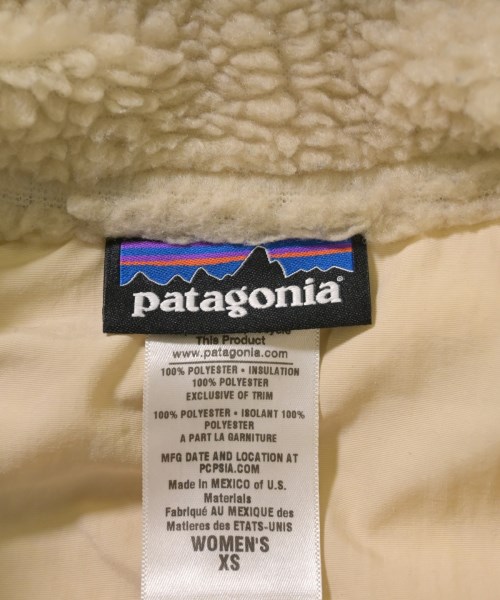 patagonia®
This Product
www.patagonia.com
100% POLYESTER • INSULATION
100% POLYESTER
EXCLUSIVE OF TRIM
100% POLYESTER • ISOLANT 100%
POLYESTER
A PART LA GARNITURE
MFG DATE AND LOCATION AT
PCPSIA.COM
Made in MEXICO of U.S.
Materials
Fabriqué AU MEXIQUE des
Matieres des ETATS-UNIS
WOMEN'S
XS